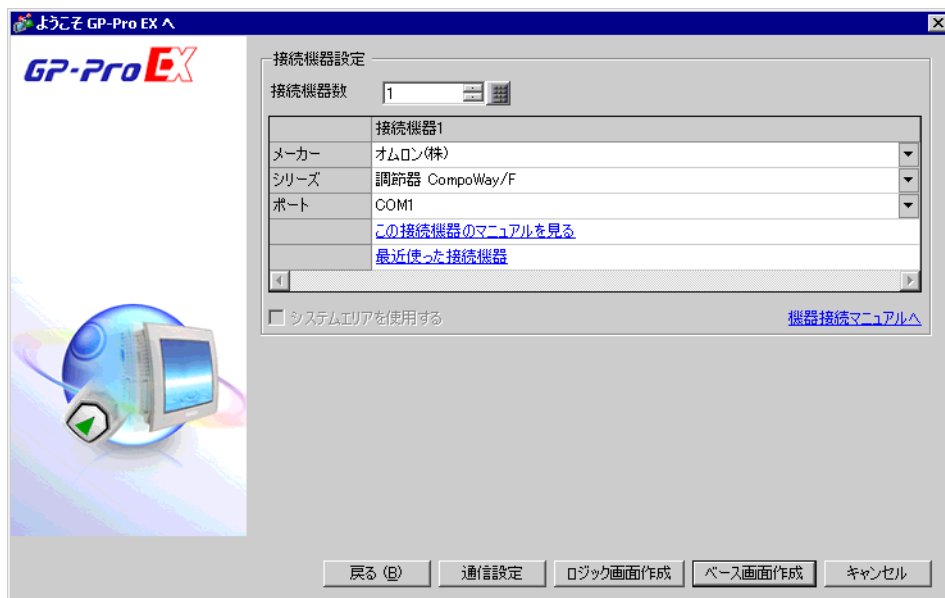 ようこそ GP-Pro EX へ
GP-Pro EX
接続機器設定
接続機器数 1
接続機器1
メーカー オムロン(株)
シリーズ 調節器 CompoWay/F
ポート COM1
この接続機器のマニュアルを見る
最近使った接続機器
システムエリアを使用する 機器接続マニュアルへ
戻る (B) 通信設定 ロジック画面作成 ベース画面作成 キャンセル